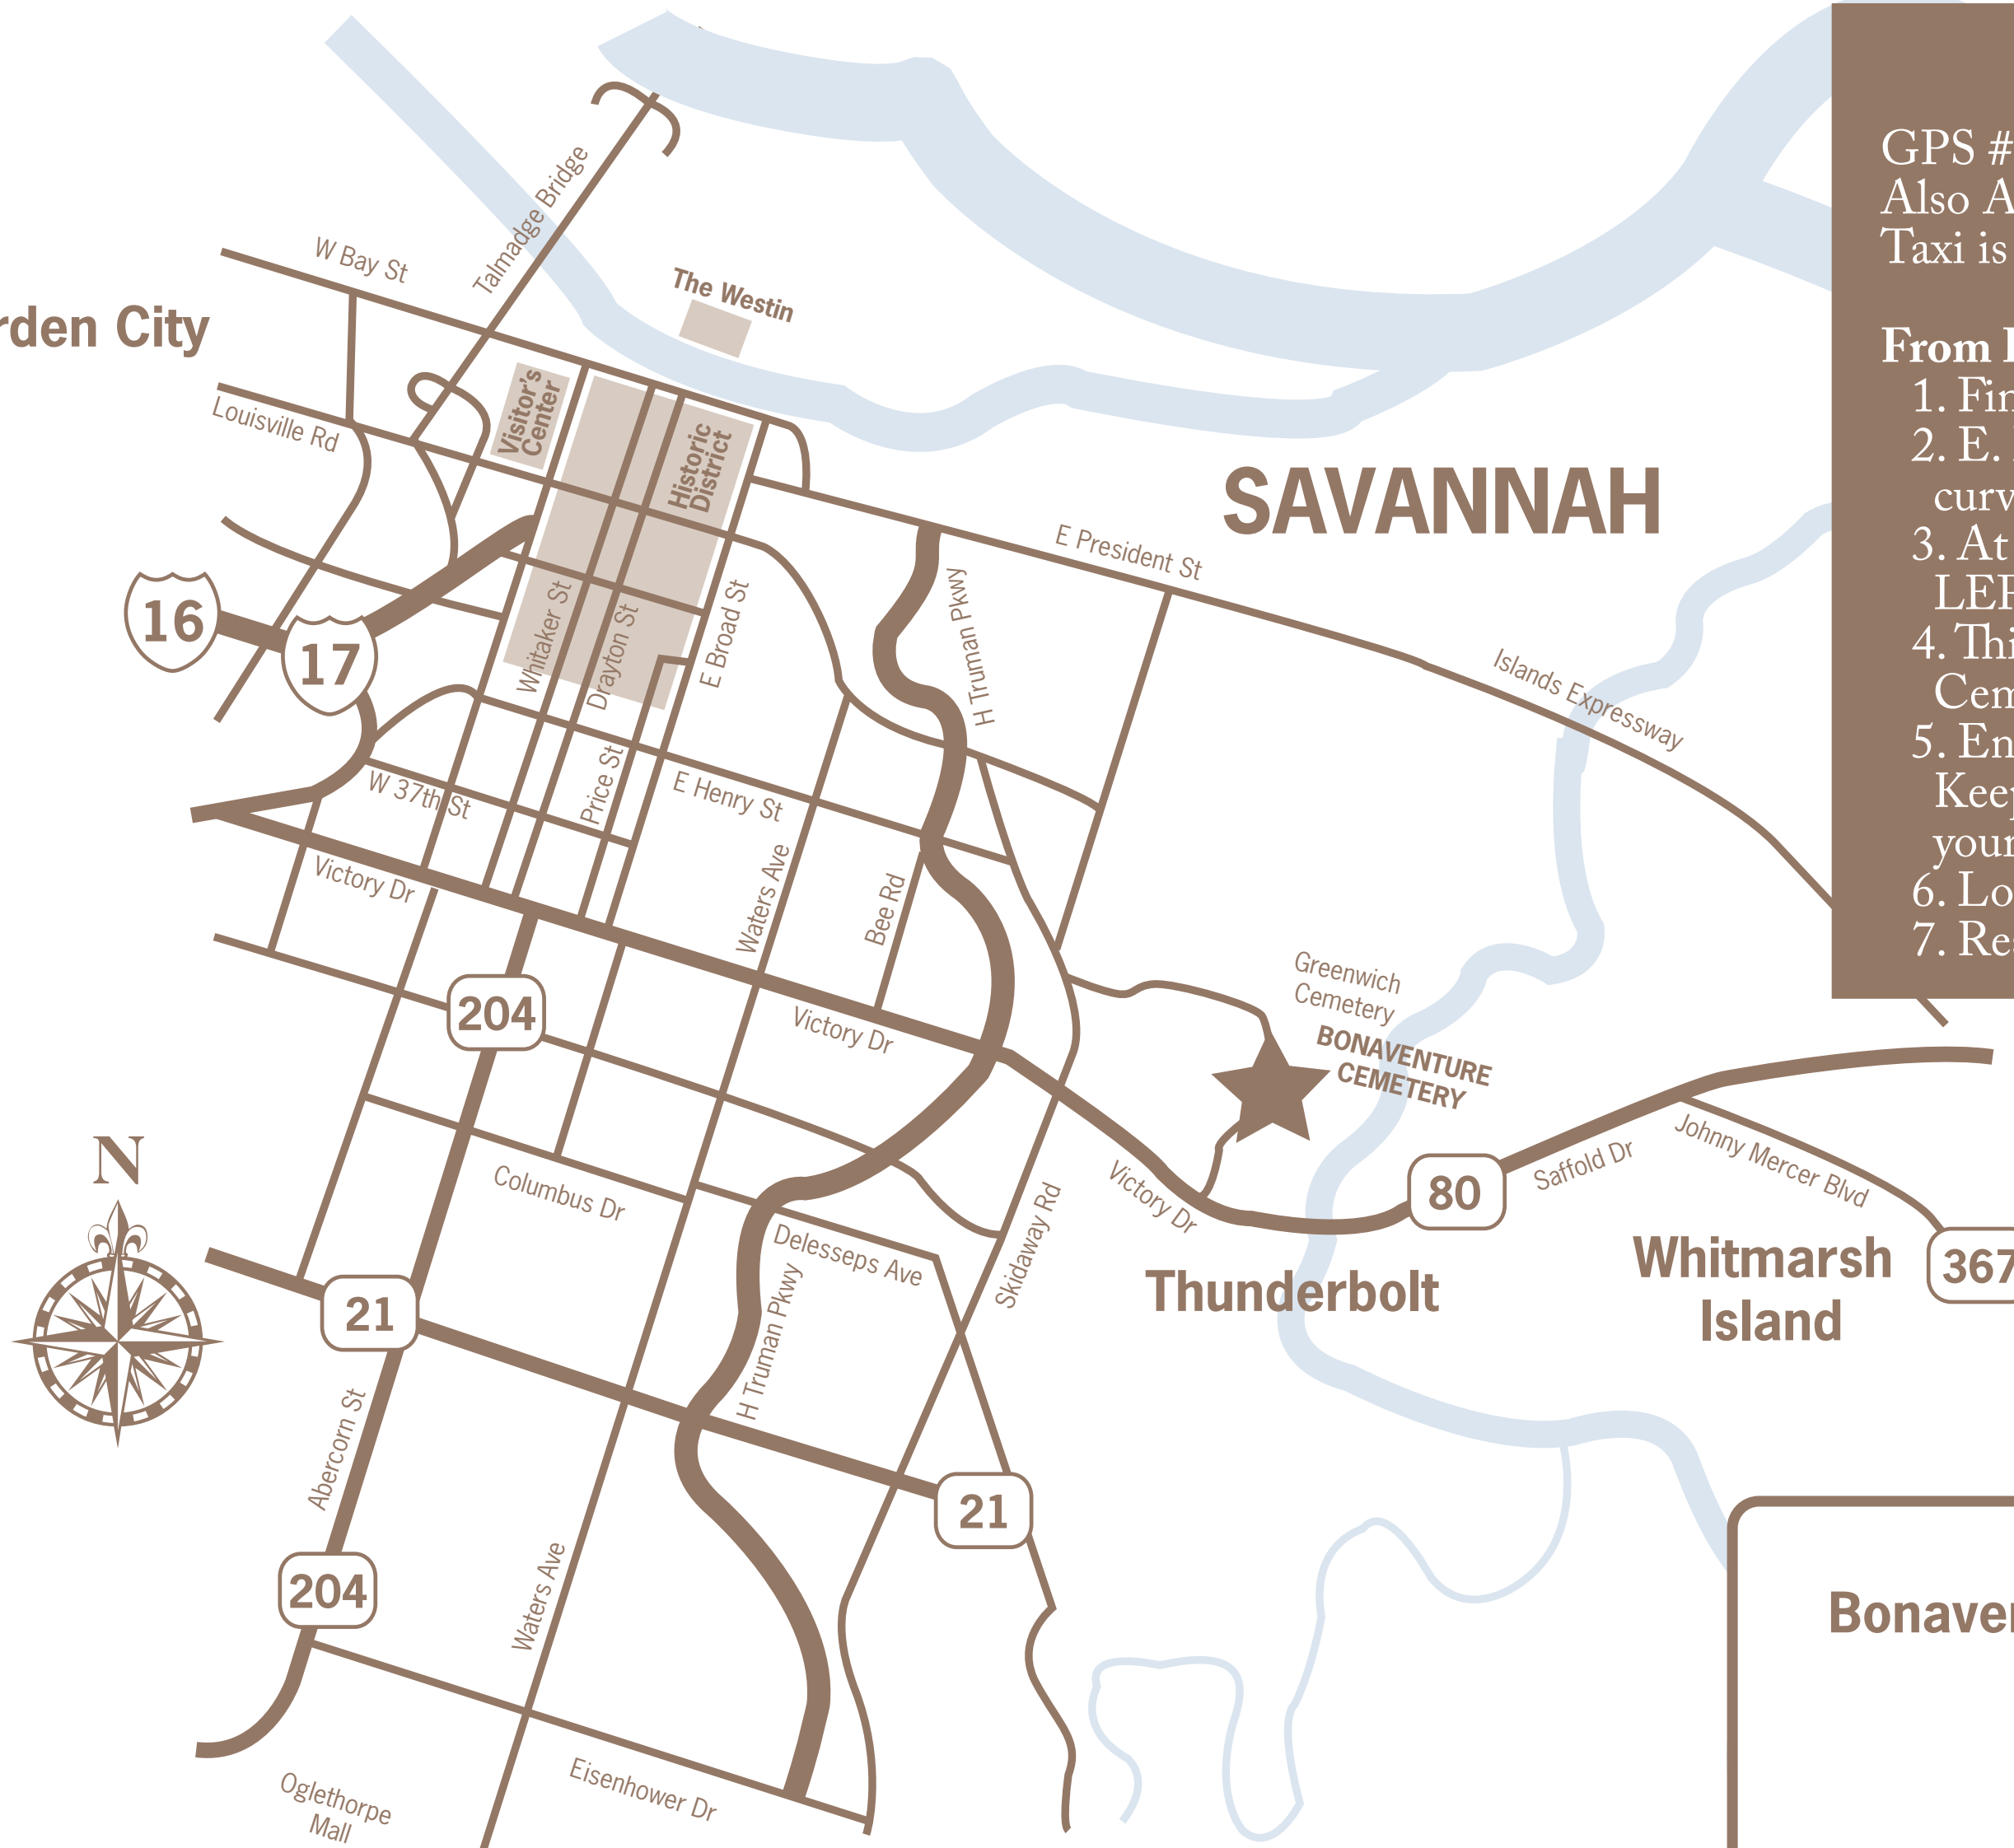 Talmadge Bridge
W Bay St
The Westin
rden City
Visitor's
Center
Louisville Rd
Historic
District
SAVANNAH
E President St
GPS #
Also A
Taxi is
From
1. Fin
2. E.
curv
3. At
4. Thi
Cem
5. En
Keep
your
6. Lo
7. Res
16
17
Whitaker St
Drayton St
E Broad St
H Truman Pkwy
Islands Expressway
W 37th St
Price St
E Henry St
Victory Dr
Waters Ave
Bee Rd
204
Victory Dr
Greenwich
Cemetery
BONAVENTURE
CEMETERY
N
Columbus Dr
Delesseps Ave
Skidaway Rd
Victory Dr
80
Saffold Dr
Johnny Mercer Blvd
Thunderbolt
Whitmarsh
Island
367
21
H Truman Pkwy
Abercorn St
21
204
Waters Ave
Bonaver
Eisenhower Dr
Oglethorpe
Mall